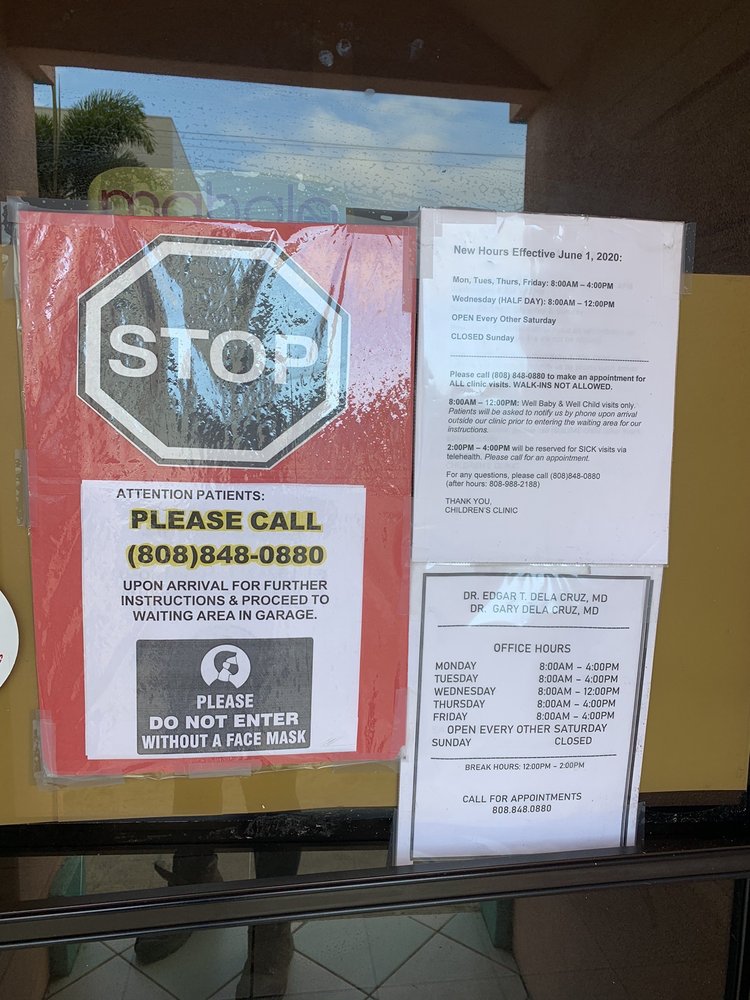 STOP
ATTENTION PATIENTS:
PLEASE CALL
(808)848-0880
UPON ARRIVAL FOR FURTHER
INSTRUCTIONS & PROCEED TO
WAITING AREA IN GARAGE.
PLEASE
DO NOT ENTER
WITHOUT A FACE MASK
New Hours Effective June 1, 2020:
Mon, Tues, Thurs, Friday: 8:00AM – 4:00PM
Wednesday (HALF DAY): 8:00AM – 12:00PM
OPEN Every Other Saturday
CLOSED Sunday
Please call (808) 848-0880 to make an appointment for
ALL clinic visits. WALK-INS NOT ALLOWED.
8:00AM – 12:00PM: Well Baby & Well Child visits only.
Patients will be asked to notify us by phone upon arrival
outside our clinic prior to entering the waiting area for our
instructions.
2:00PM – 4:00PM will be reserved for SICK visits via
telehealth. Please call for an appointment.
For any questions, please call (808)848-0880
(after hours: 808-988-2188)
THANK YOU,
CHILDREN'S CLINIC
DR. EDGAR T. DELA CRUZ, MD
DR. GARY DELA CRUZ, MD
OFFICE HOURS
MONDAY 8:00AM – 4:00PM
TUESDAY 8:00AM – 4:00PM
WEDNESDAY 8:00AM – 12:00PM
THURSDAY 8:00AM – 4:00PM
FRIDAY 8:00AM – 4:00PM
OPEN EVERY OTHER SATURDAY
SUNDAY CLOSED
BREAK HOURS: 12:00PM – 2:00PM
CALL FOR APPOINTMENTS
808.848.0880